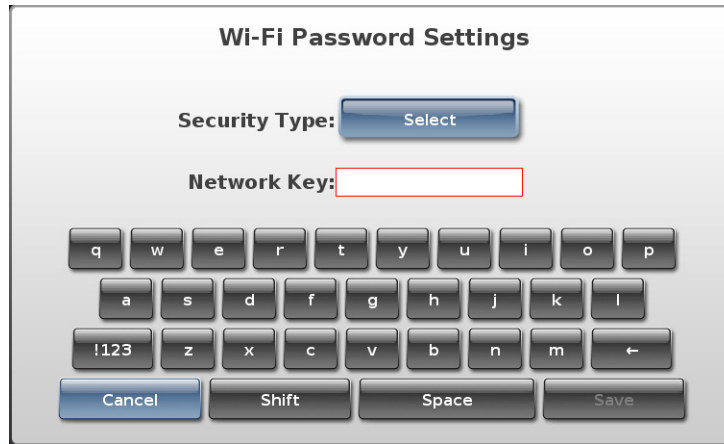 Wi-Fi Password Settings
Security Type: Select
Network Key:
q w e r t y u i o p
a s d f g h j k l
!123 z x c v b n m ←
Cancel Shift Space Save